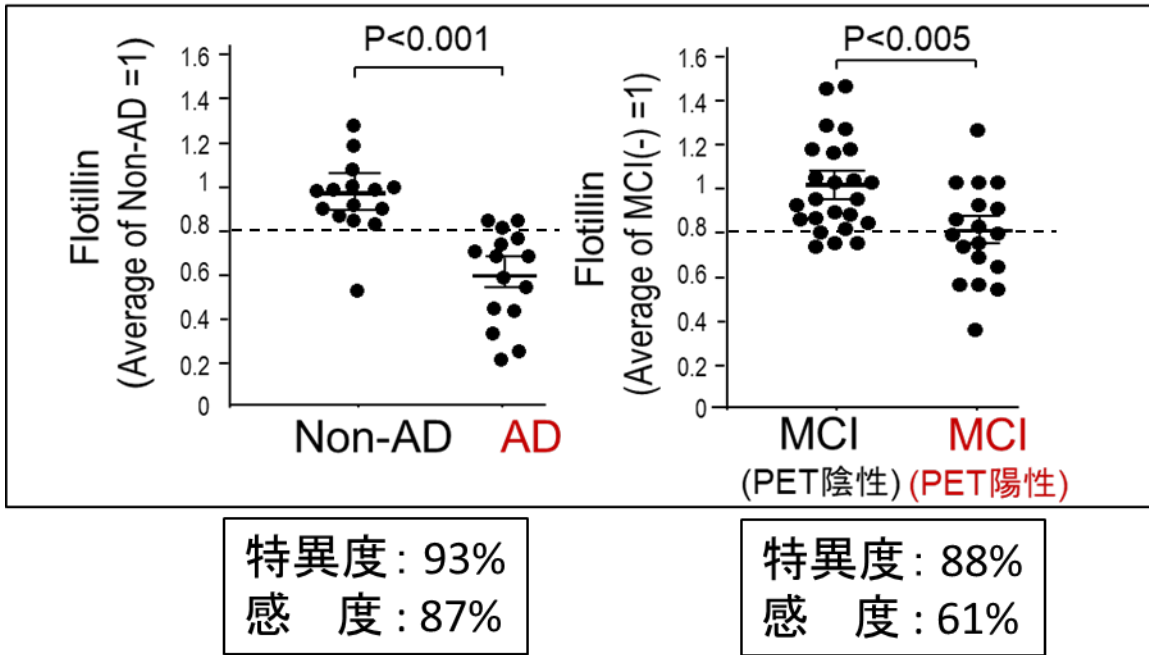 P<0.001
Flotillin
(Average of Non-AD =1)
1.6
1.4
1.2
1
0.8
0.6
0.4
0.2
0
Non-AD
AD
P<0.005
Flotillin
(Average of MCI(-) =1)
1.6
1.4
1.2
1
0.8
0.6
0.4
0.2
0
MCI
(PET陰性)
MCI
(PET陽性)
特異度 : 93%
感　度 : 87%
特異度 : 88%
感　度 : 61%